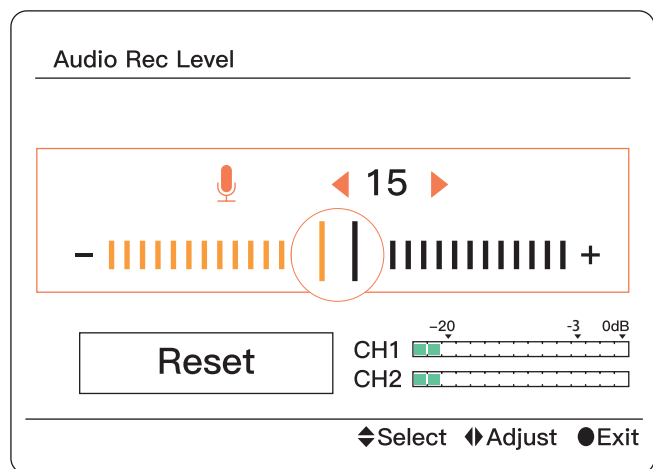 Audio Rec Level
15
- +
Reset
-20 -3 0dB
CH1
CH2
Select Adjust Exit